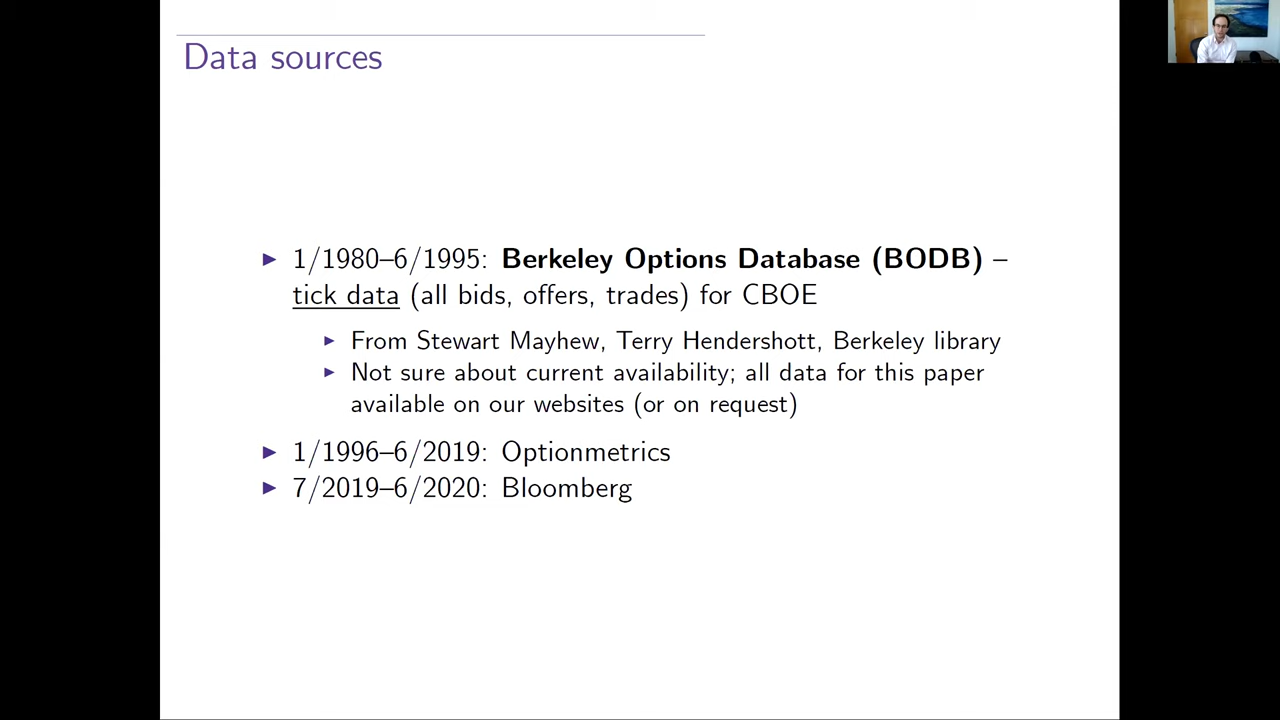 Data sources
▶ 1/1980–6/1995: Berkeley Options Database (BODB) –
tick data (all bids, offers, trades) for CBOE
▶ From Stewart Mayhew, Terry Hendershott, Berkeley library
▶ Not sure about current availability; all data for this paper
available on our websites (or on request)
▶ 1/1996–6/2019: Optionmetrics
▶ 7/2019–6/2020: Bloomberg